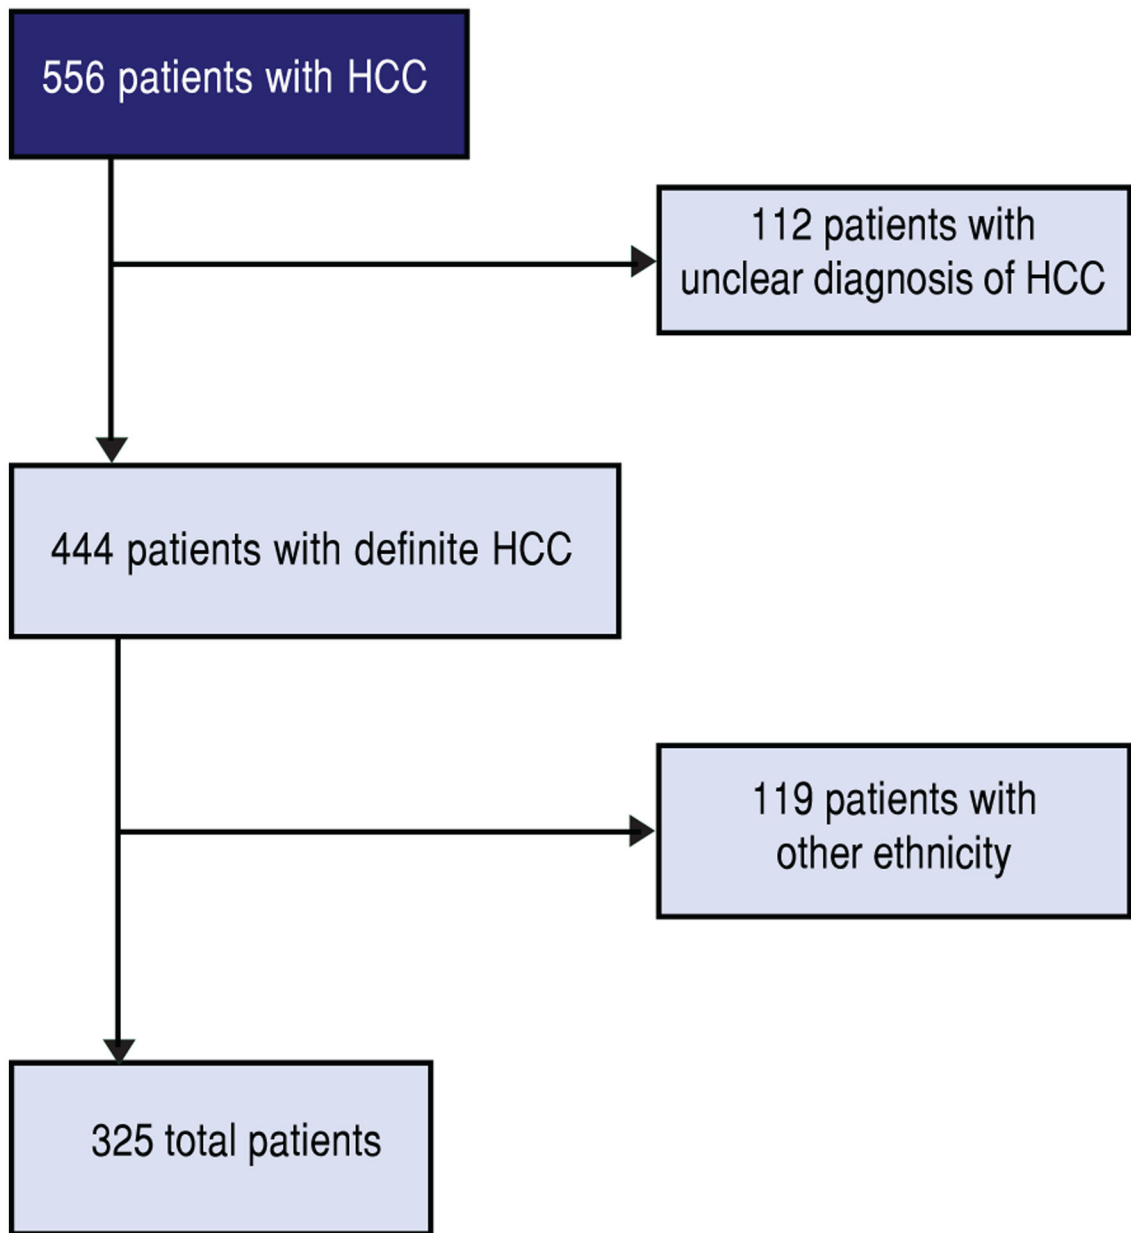 556 patients with HCC
112 patients with
unclear diagnosis of HCC
444 patients with definite HCC
119 patients with
other ethnicity
325 total patients